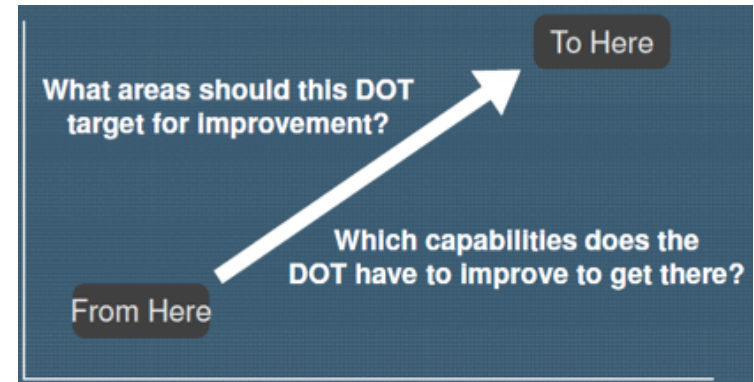 To Here
What areas should this DOT
target for improvement?
Which capabilities does the
DOT have to improve to get there?
From Here